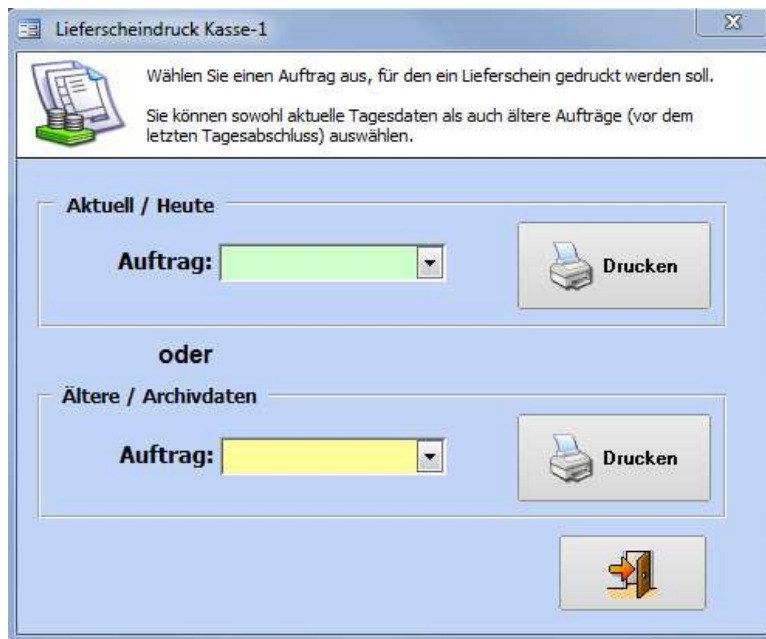 Lieferscheindruck Kasse-1
Wählen Sie einen Auftrag aus, für den ein Lieferschein gedruckt werden soll.
Sie können sowohl aktuelle Tagesdaten als auch ältere Aufträge (vor dem
letzten Tagesabschluss) auswählen.
Aktuell / Heute
Auftrag:
Drucken
oder
Ältere / Archivdaten
Auftrag:
Drucken